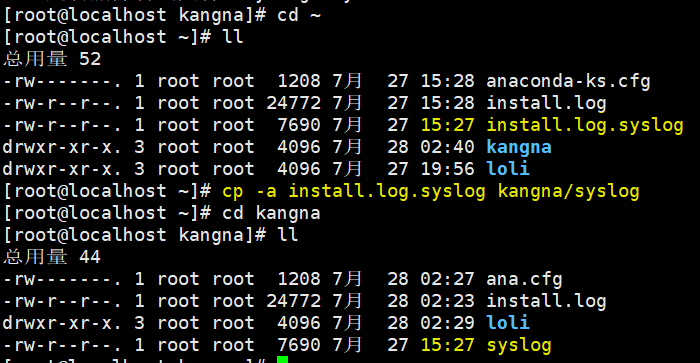 [root@localhost kangna]# cd ~
[root@localhost ~]# ll
总用量 52
-rw-------. 1 root root  1208 7月  27 15:28 anaconda-ks.cfg
-rw-r--r--. 1 root root 24772 7月  27 15:28 install.log
-rw-r--r--. 1 root root  7690 7月  27 15:27 install.log.syslog
drwxr-xr-x. 3 root root  4096 7月  28 02:40 kangna
drwxr-xr-x. 3 root root  4096 7月  27 19:56 loli
[root@localhost ~]# cp -a install.log.syslog kangna/syslog
[root@localhost ~]# cd kangna
[root@localhost kangna]# ll
总用量 44
-rw-------. 1 root root  1208 7月  28 02:27 ana.cfg
-rw-r--r--. 1 root root 24772 7月  28 02:23 install.log
drwxr-xr-x. 3 root root  4096 7月  28 02:29 loli
-rw-r--r--. 1 root root  7690 7月  27 15:27 syslog
[root@localhost kangna]#